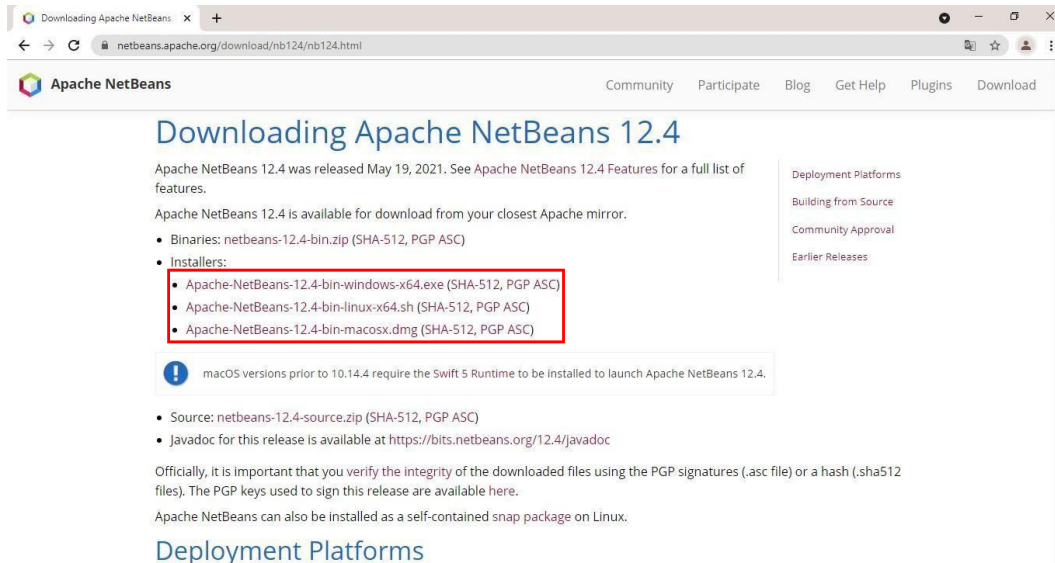 Downloading Apache NetBeans
netbeans.apache.org/download/nb124/nb124.html
Apache NetBeans
Community Participate Blog Get Help Plugins Download
Downloading Apache NetBeans 12.4
Apache NetBeans 12.4 was released May 19, 2021. See Apache NetBeans 12.4 Features for a full list of
features.
Apache NetBeans 12.4 is available for download from your closest Apache mirror.
• Binaries: netbeans-12.4-bin.zip (SHA-512, PGP ASC)
• Installers:
• Apache-NetBeans-12.4-bin-windows-x64.exe (SHA-512, PGP ASC)
• Apache-NetBeans-12.4-bin-linux-x64.sh (SHA-512, PGP ASC)
• Apache-NetBeans-12.4-bin-macosx.dmg (SHA-512, PGP ASC)
macOS versions prior to 10.14.4 require the Swift 5 Runtime to be installed to launch Apache NetBeans 12.4.
• Source: netbeans-12.4-source.zip (SHA-512, PGP ASC)
• Javadoc for this release is available at https://bits.netbeans.org/12.4/javadoc
Officially, it is important that you verify the integrity of the downloaded files using the PGP signatures (.asc file) or a hash (.sha512
files). The PGP keys used to sign this release are available here.
Apache NetBeans can also be installed as a self-contained snap package on Linux.
Deployment Platforms
Deployment Platforms
Building from Source
Community Approval
Earlier Releases